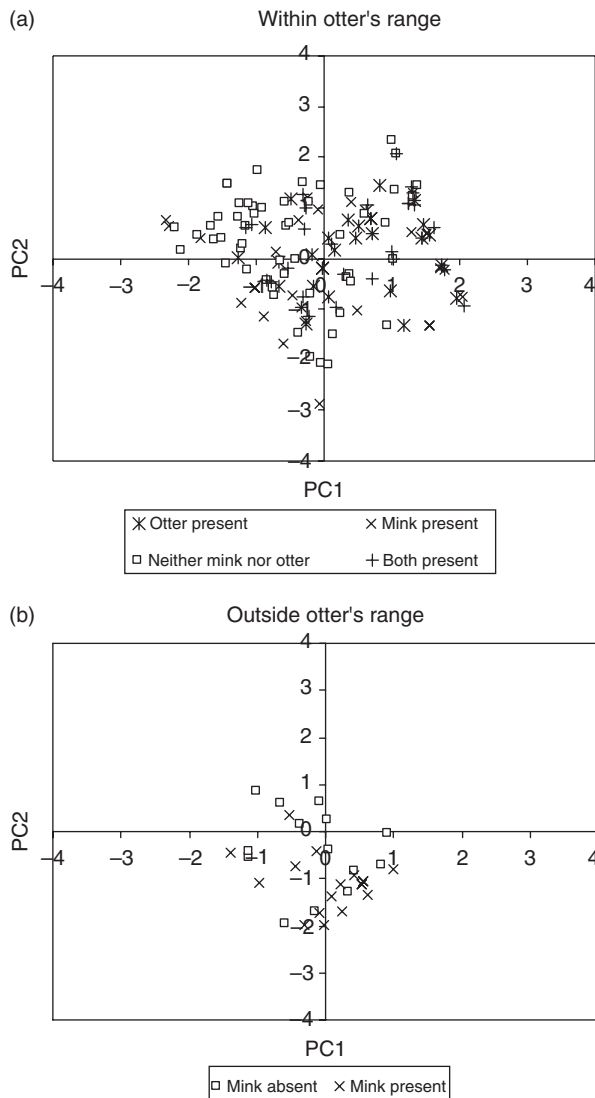 (a) Within otter's range
4
3
2
1
0
−4 −3 −2 −1 0 1 2 3 4
−1
−2
−3
−4
PC2
PC1
Otter present Mink present
Neither mink nor otter Both present
(b) Outside otter's range
4
3
2
1
0
−4 −3 −2 −1 0 1 2 3 4
−1
−2
−3
−4
PC2
PC1
Mink absent Mink present